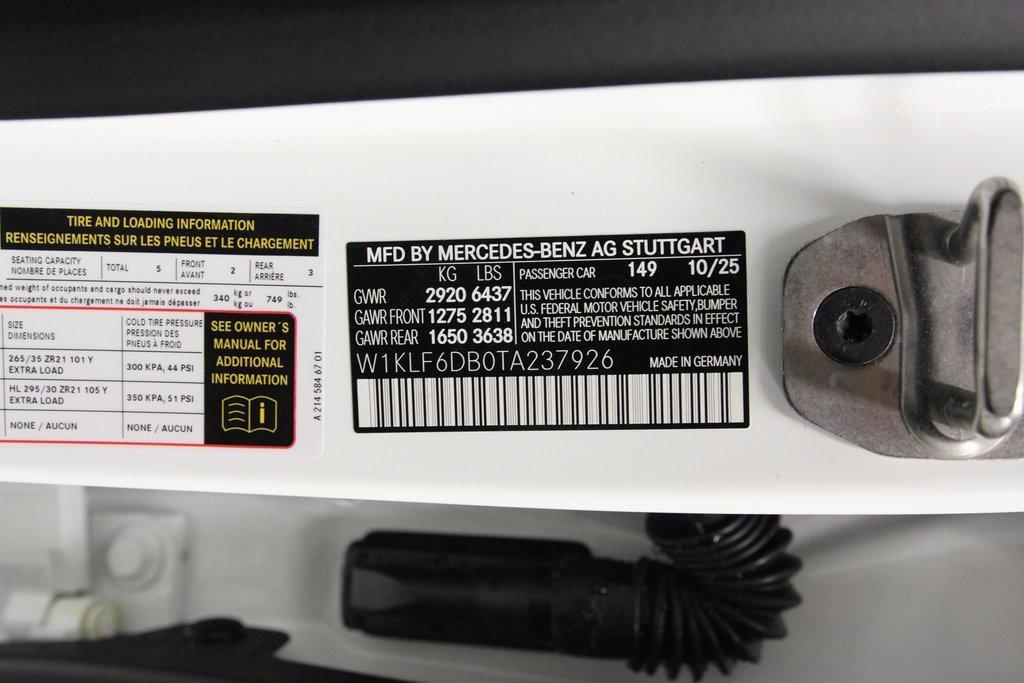 TIRE AND LOADING INFORMATION
RENSEIGNEMENTS SUR LES PNEUS ET LE CHARGEMENT
SEATING CAPACITY
NOMBRE DE PLACES
TOTAL 5
FRONT
AVANT
2
REAR
ARRIÈRE
3
weight of occupants and cargo should never exceed
occupants et du chargement ne doit jamais dépasser
340 kg or
kg ou
749 lbs.
lb.
SIZE
DIMENSIONS
COLD TIRE PRESSURE
PRESSION DES
PNEUS À FROID
265/35 ZR21 101 Y
EXTRA LOAD
300 KPA, 44 PSI
HL 295/30 ZR21 105 Y
EXTRA LOAD
350 KPA, 51 PSI
NONE / AUCUN
NONE / AUCUN
SEE OWNER´S
MANUAL FOR
ADDITIONAL
INFORMATION
i
A 214 584 67 01
MFD BY MERCEDES-BENZ AG STUTTGART
KG LBS
GVWR 2920 6437
GAWR FRONT 1275 2811
GAWR REAR 1650 3638
PASSENGER CAR 149 10/25
THIS VEHICLE CONFORMS TO ALL APPLICABLE
U.S. FEDERAL MOTOR VEHICLE SAFETY,BUMPER
AND THEFT PREVENTION STANDARDS IN EFFECT
ON THE DATE OF MANUFACTURE SHOWN ABOVE
W1KLF6DB0TA237926
MADE IN GERMANY